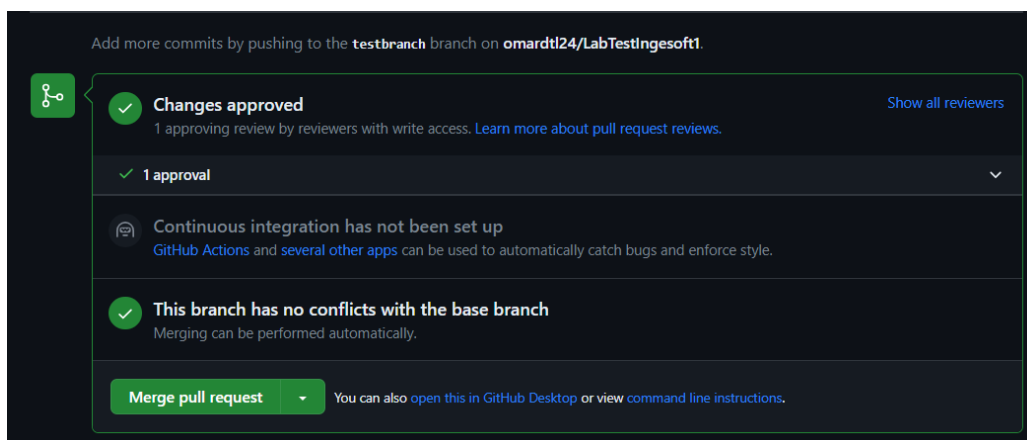 Add more commits by pushing to the testbranch branch on omardtl24/LabTestIngesoft1.
Changes approved
Show all reviewers
1 approving review by reviewers with write access. Learn more about pull request reviews.
1 approval
Continuous integration has not been set up
GitHub Actions and several other apps can be used to automatically catch bugs and enforce style.
This branch has no conflicts with the base branch
Merging can be performed automatically.
Merge pull request
You can also open this in GitHub Desktop or view command line instructions.